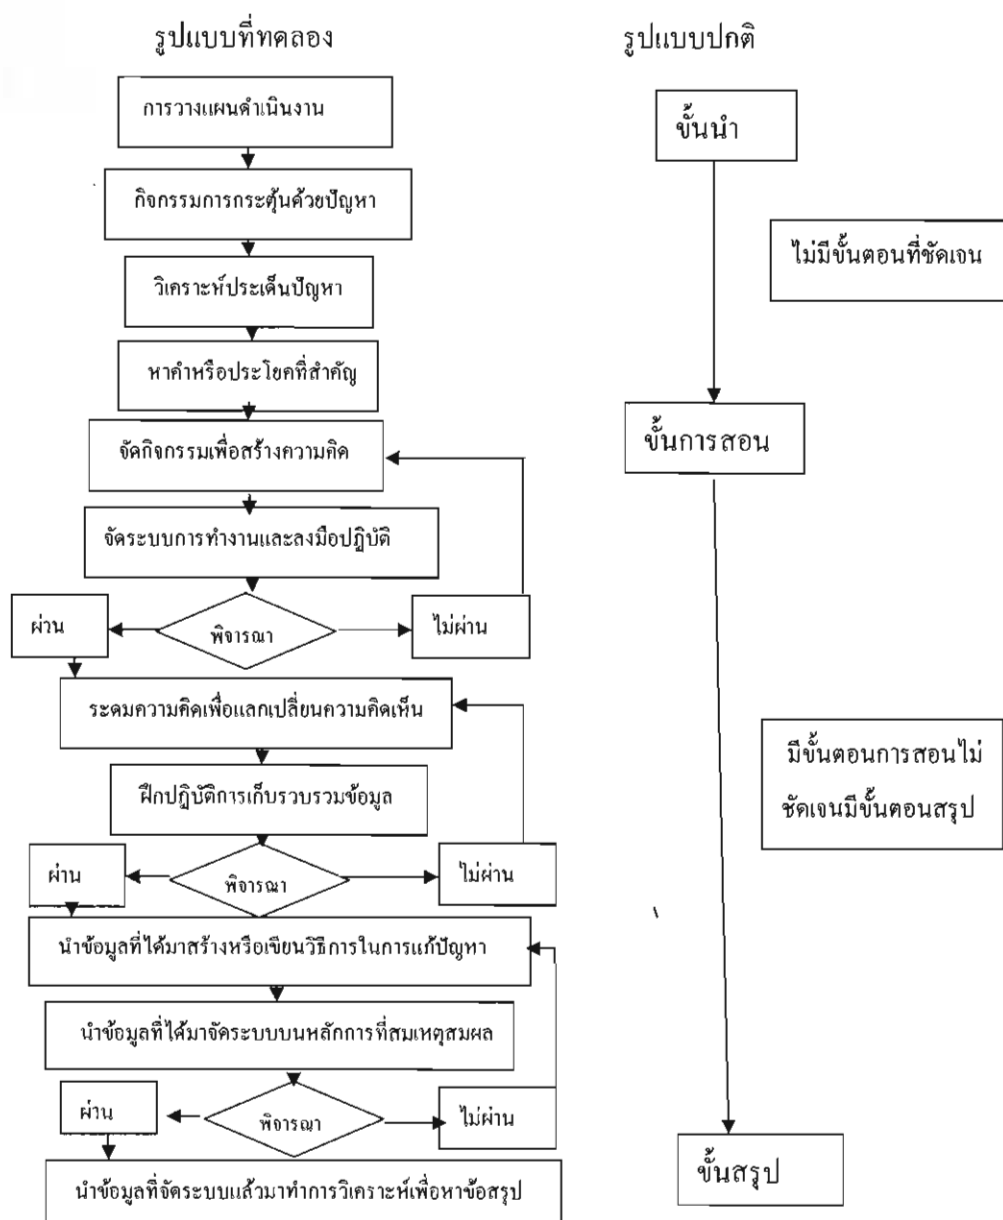 รูปแบบที่ทดลอง
การวางแผนดำเนินงาน
กิจกรรมการกระตุ้นด้วยปัญหา
วิเคราะห์ประเด็นปัญหา
หาคำหรือประโยคที่สำคัญ
จัดกิจกรรมเพื่อสร้างความคิด
จัดระบบการทำงานและลงมือปฏิบัติ
ผ่าน
พิจารณา
ไม่ผ่าน
ระดมความคิดเพื่อแลกเปลี่ยนความคิดเห็น
ฝึกปฏิบัติการเก็บรวบรวมข้อมูล
ผ่าน
พิจารณา
ไม่ผ่าน
นำข้อมูลที่ได้มาสร้างหรือเขียนวิธีการในการแก้ปัญหา
นำข้อมูลที่ได้มาจัดระบบบนหลักการที่สมเหตุสมผล
ผ่าน
พิจารณา
ไม่ผ่าน
นำข้อมูลที่จัดระบบแล้วมาทำการวิเคราะห์เพื่อหาข้อสรุป
รูปแบบปกติ
ขั้นนำ
ไม่มีขั้นตอนที่ชัดเจน
ขั้นการสอน
มีขั้นตอนการสอนไม่
ชัดเจนมีขั้นตอนสรุป
ขั้นสรุป